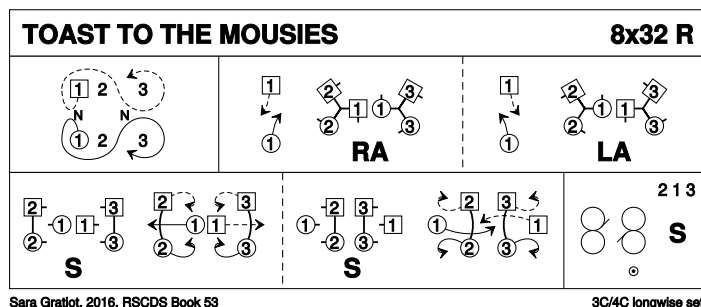 TOAST TO THE MOUSIES 8x32 R
1 2 3
N N
1 2 3
1 1
2 1 3
2 1 3
RA
1 1
2 1 3
2 1 3
LA
2 3
1 1
2 3
S
2 3
1 1
2 3
2 3
1 1
2 3
S
2 3
1 1
2 3
2 1 3
S
Sara Gratiot, 2016, RSCDS Book 53 3C/4C longwise set